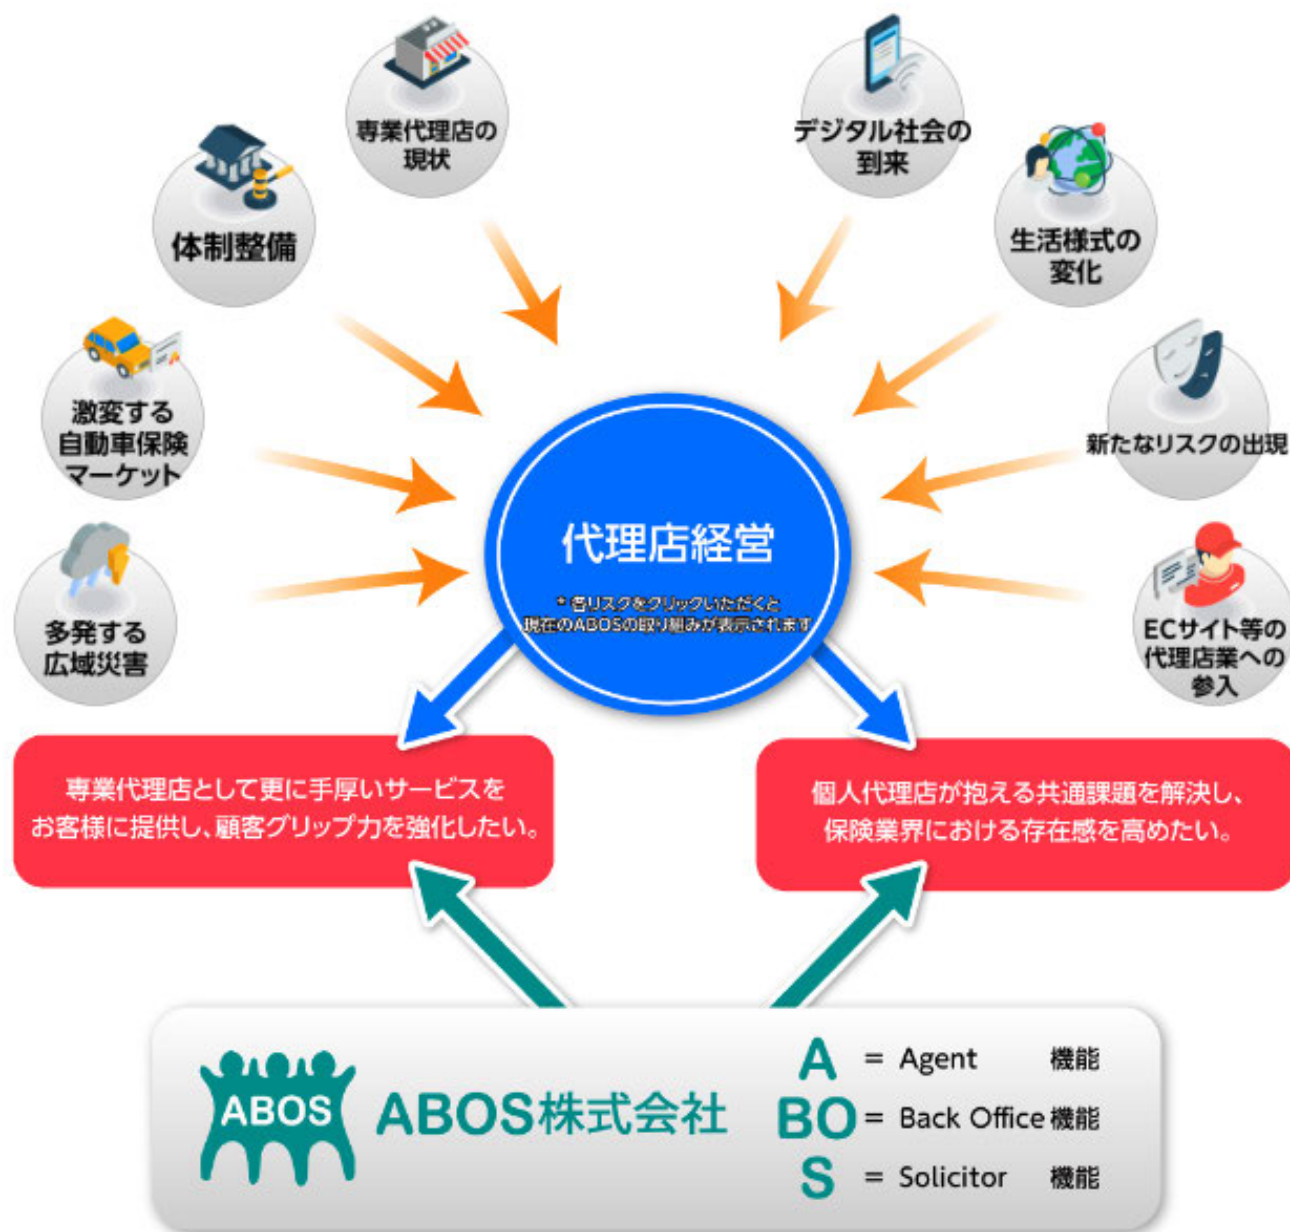 専業代理店の
現状
デジタル社会の
到来
体制整備
生活様式の
変化
激変する
自動車保険
マーケット
新たなリスクの出現
多発する
広域災害
ECサイト等の
代理店業への
参入
代理店経営
* 各リスクをクリックいただくと
現在のABOSの取り組みが表示されます
専業代理店として更に手厚いサービスを
お客様に提供し、顧客グリップ力を強化したい。
個人代理店が抱える共通課題を解決し、
保険業界における存在感を高めたい。
ABOS
ABOS株式会社
A = Agent 機能
BO = Back Office 機能
S = Solicitor 機能